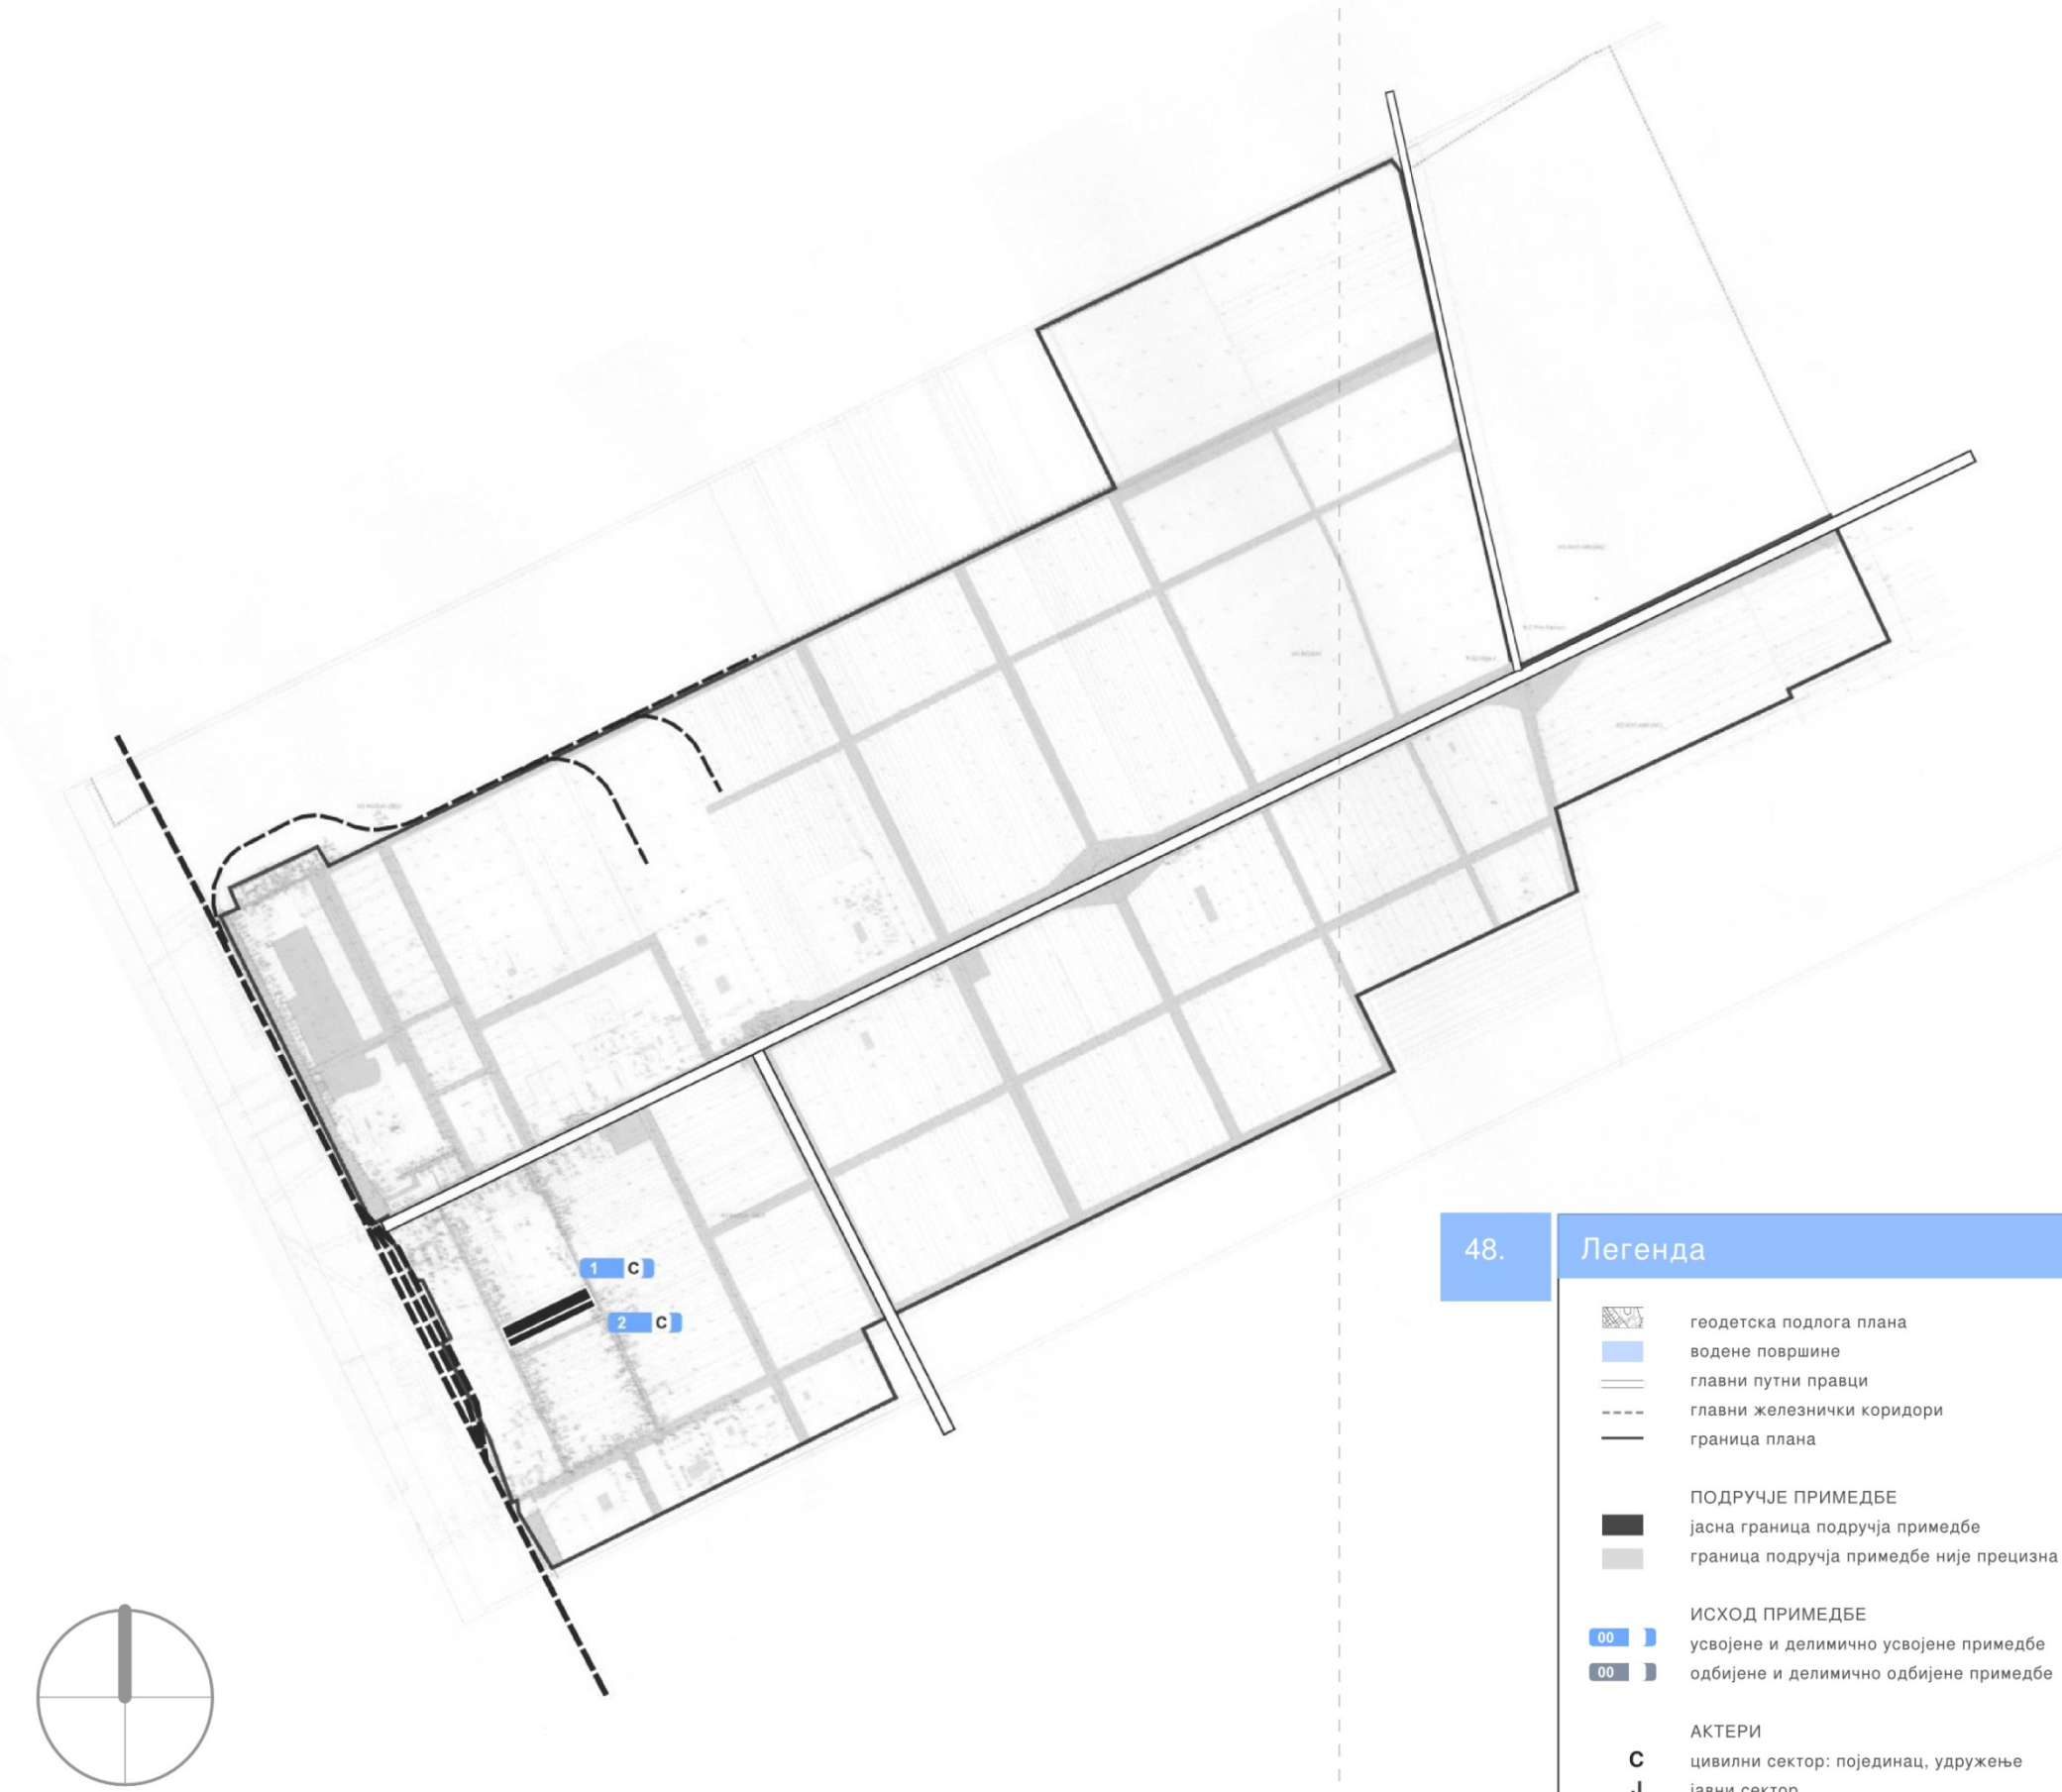 1 C
2 C
48.
Легенда
геодетска подлога плана
водене површине
главни путни правци
главни железнички коридори
граница плана
ПОДРУЧЈЕ ПРИМЕДБЕ
јасна граница подручја примедбе
граница подручја примедбе није прецизна
ИСХОД ПРИМЕДБЕ
00 усвојене и делимично усвојене примедбе
00 одбијене и делимично одбијене примедбе
АКТЕРИ
C цивилни сектор: појединац, удружење
Ј јавни сектор